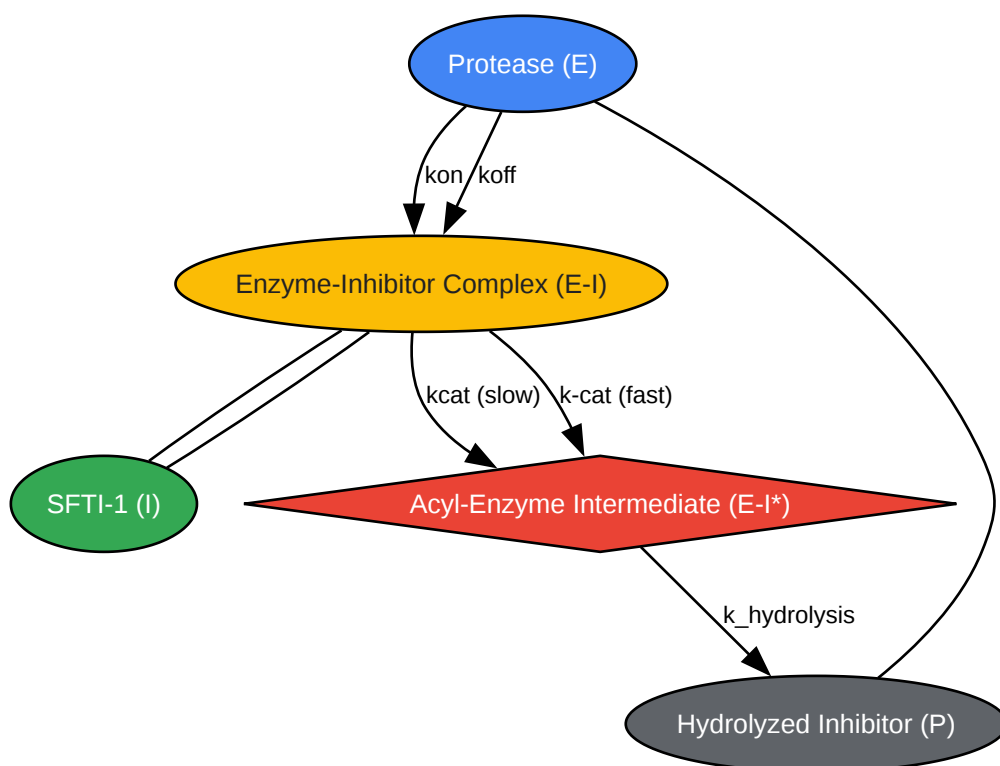 Protease (E)
kon
koff
Enzyme-Inhibitor Complex (E-I)
kcat (slow)
k-cat (fast)
SFTI-1 (I)
Acyl-Enzyme Intermediate (E-I*)
k_hydrolysis
Hydrolyzed Inhibitor (P)